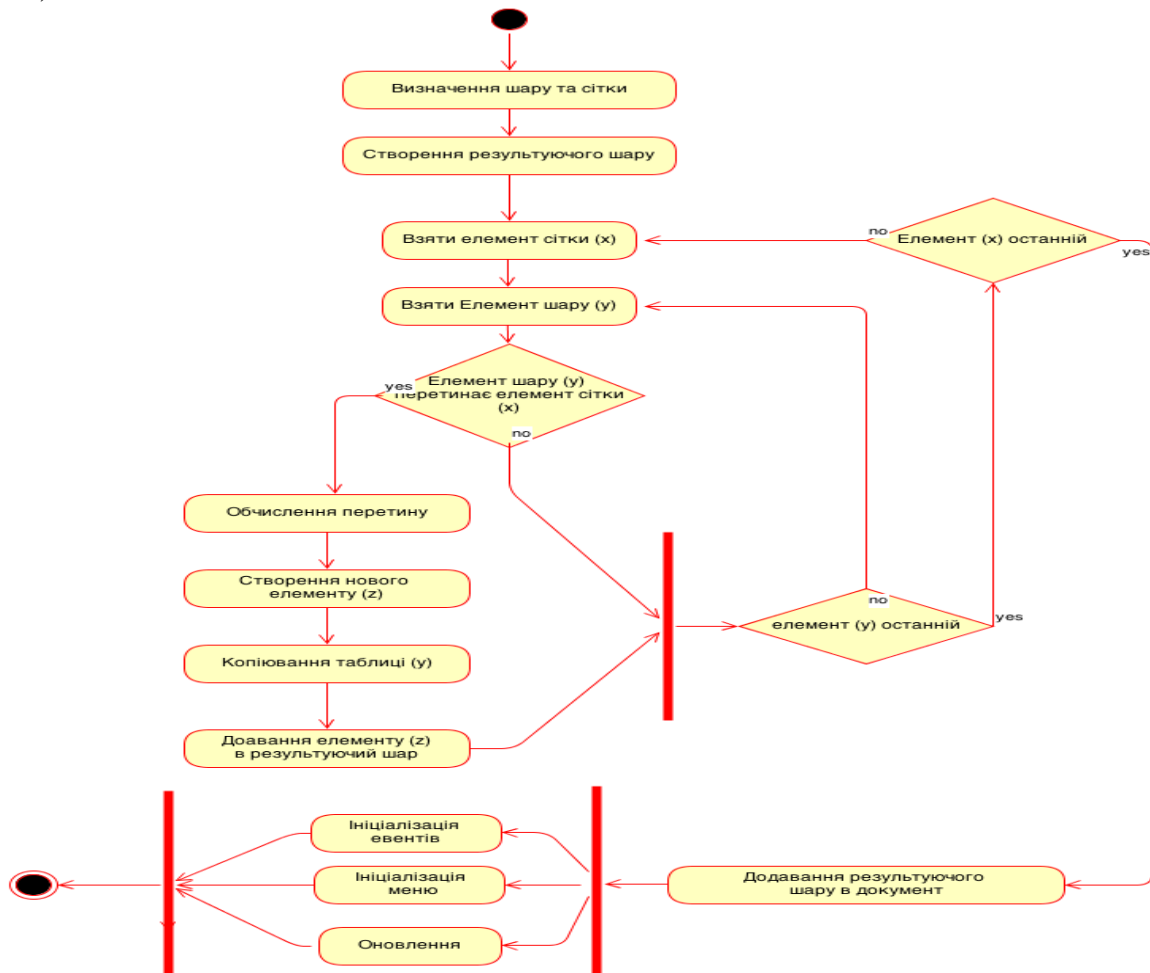 Визначення шару та сітки
Створення результуючого шару
Взяти елемент сітки (x)
no
Елемент (x) останній
yes
Взяти Елемент шару (y)
yes
Елемент шару (y)
перетинає елемент сітки
(x)
no
Обчислення перетину
Створення нового
елементу (z)
no
елемент (y) останній
yes
Копіювання таблиці (y)
Доавання елементу (z)
в результуючий шар
Ініціалізація
евентів
Ініціалізація
меню
Додавання результуючого
шару в документ
Оновлення